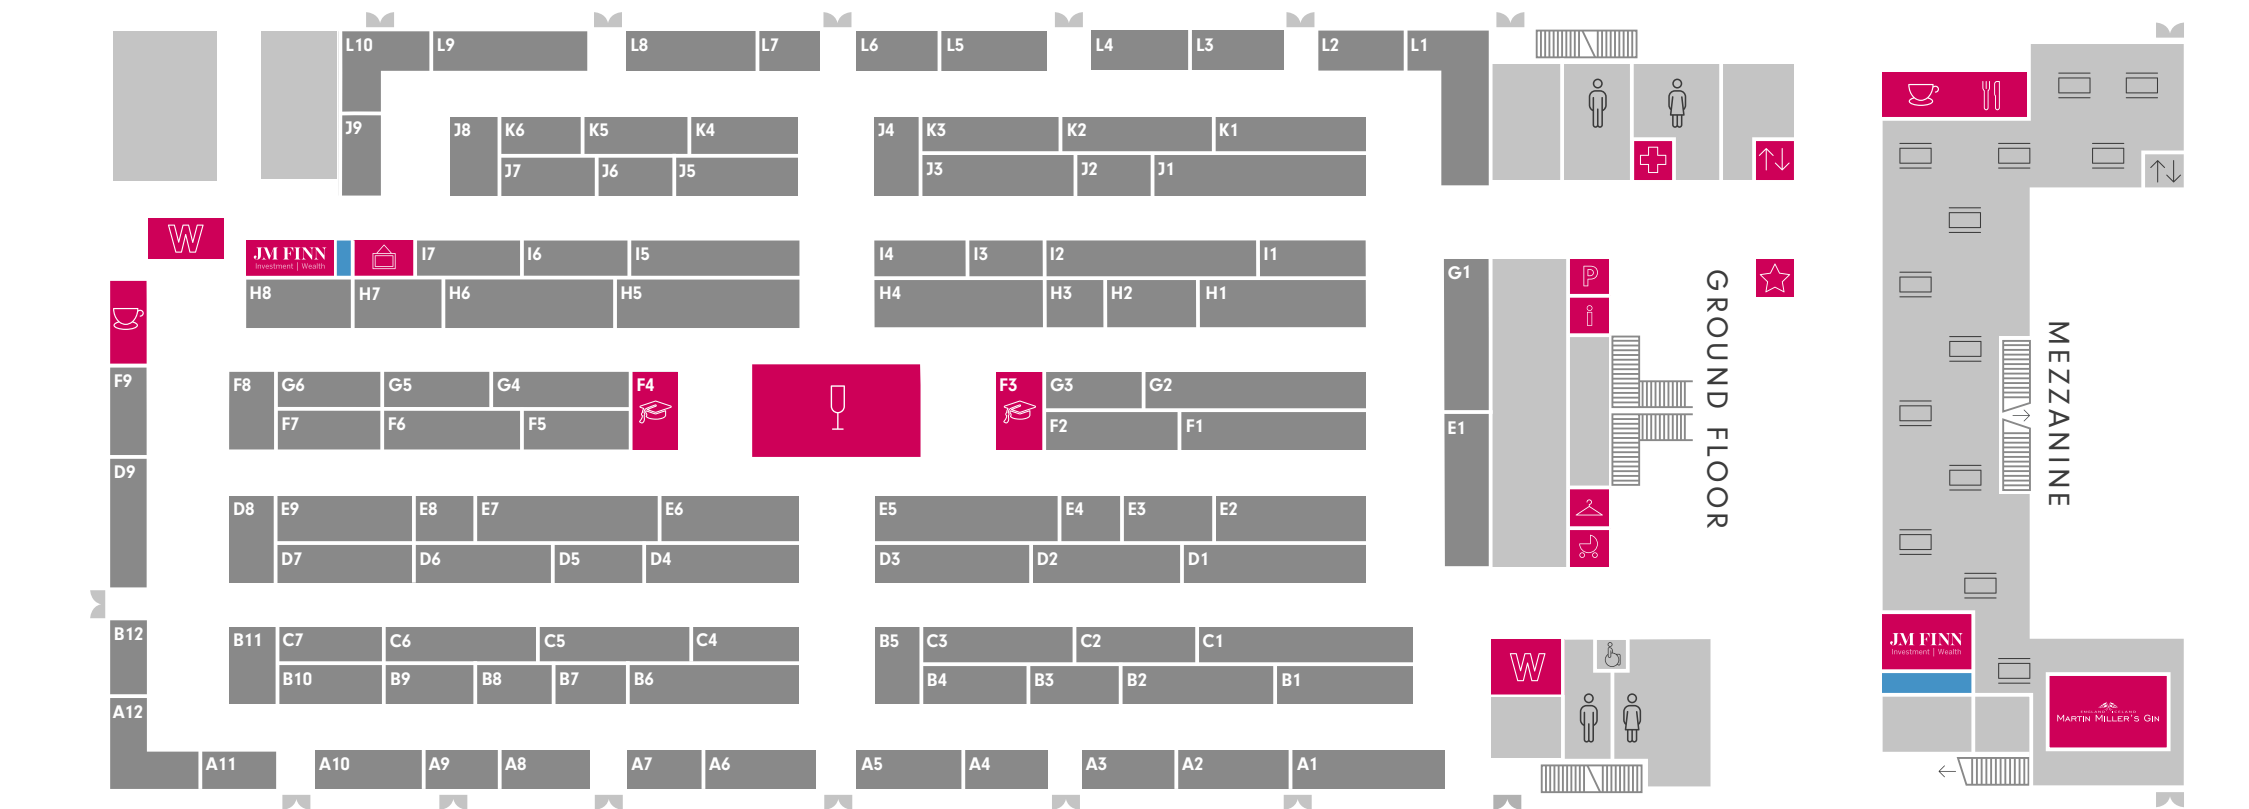 L10 L9 L8 L7 L6 L5 L4 L3 L2 L1
J9 J8 K6 K5 K4 J4 K3 K2 K1
J7 J6 J5 J3 J2 J1
W
JM FINN I7 I6 I5 I4 I3 I2 I1
Investment | Wealth
H8 H7 H6 H5 H4 H3 H2 H1
G1 P
i
F9 F8 G6 G5 G4 F4 F3 G3 G2
F7 F6 F5 F2 F1 E1
GROUND FLOOR
MEZZANINE
D9 D8 E9 E8 E7 E6 E5 E4 E3 E2
D7 D6 D5 D4 D3 D2 D1
B12 B11 C7 C6 C5 C4 B5 C3 C2 C1
B10 B9 B8 B7 B6 B4 B3 B2 B1
W
JM FINN
Investment | Wealth
ENGLAND ICELAND
MARTIN MILLER'S GIN
A12 A11 A10 A9 A8 A7 A6 A5 A4 A3 A2 A1